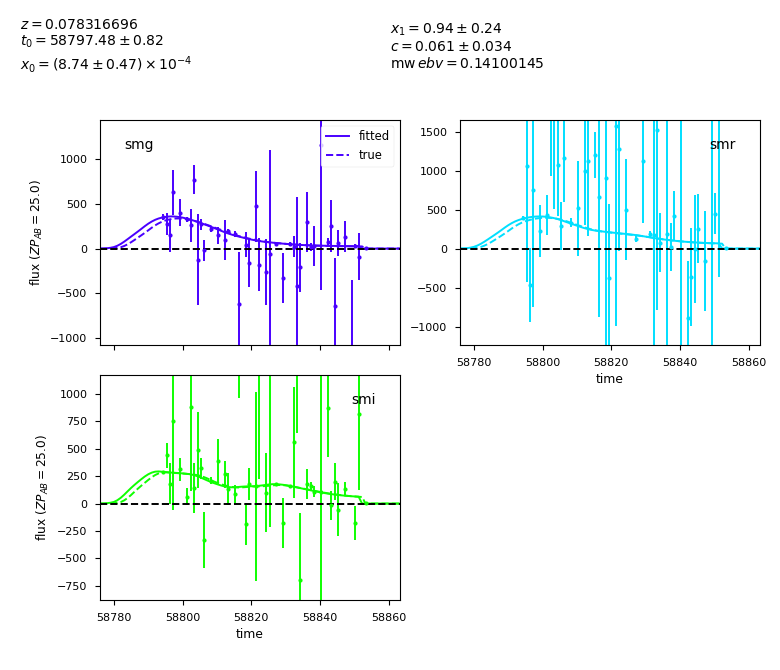 z = 0.078316696
t₀ = 58797.48 ± 0.82
x₀ = (8.74 ± 0.47) × 10⁻⁴
x₁ = 0.94 ± 0.24
c = 0.061 ± 0.034
mwebv = 0.14100145
smg
fitted
true
1000
500
0
−500
−1000
flux (ZP_AB = 25.0)
smr
1500
1000
500
0
−500
−1000
58780 58800 58820 58840 58860
time
smi
1000
750
500
250
0
−250
−500
−750
flux (ZP_AB = 25.0)
58780 58800 58820 58840 58860
time